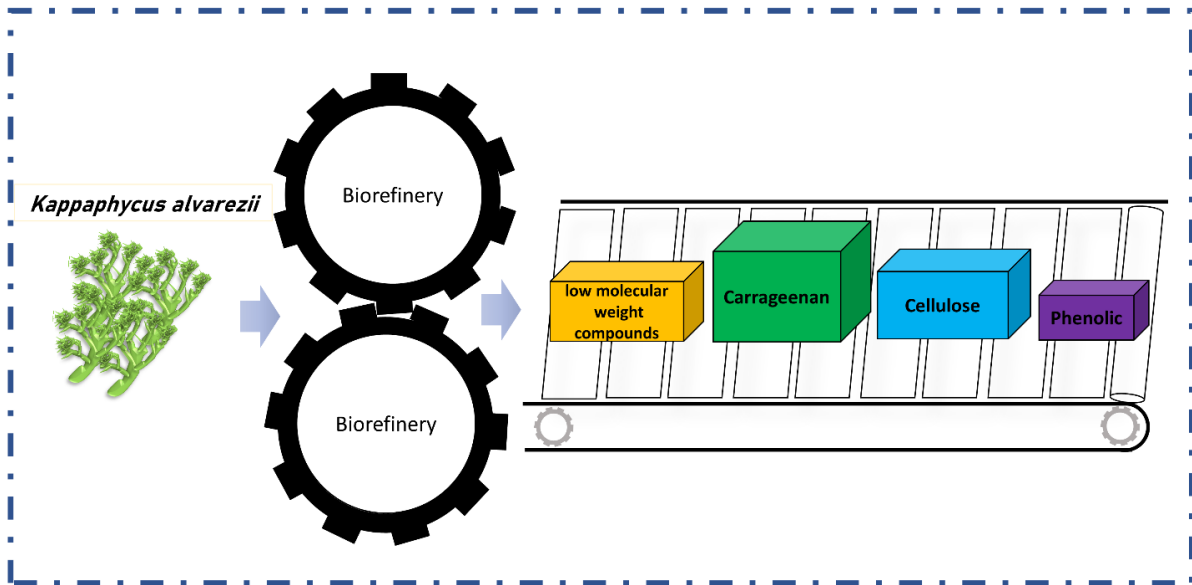 Kappaphycus alvarezii
Biorefinery
Biorefinery
low molecular
weight
compounds
Carrageenan
Cellulose
Phenolic